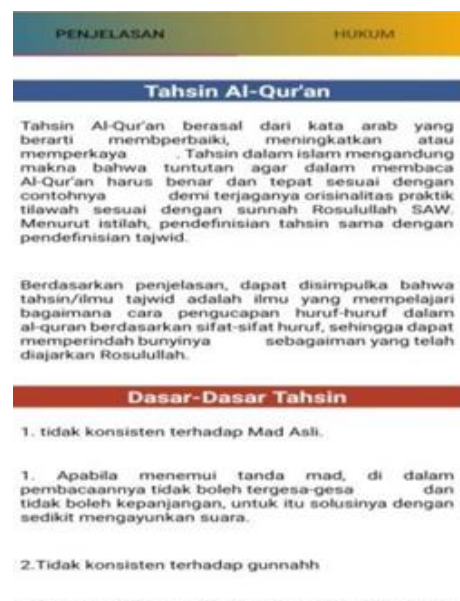 PENJELASAN HUKUM
Tahsin Al-Qur'an
Tahsin Al-Qur'an berasal dari kata arab yang
berarti membperbaiki, meningkatkan atau
memperkaya . Tahsin dalam islam mengandung
makna bahwa tuntutan agar dalam membaca
Al-Qur'an harus benar dan tepat sesuai dengan
contohnya demi terjaganya orisinalitas praktik
tilawah sesuai dengan sunnah Rosulullah SAW.
Menurut istilah, pendefinisian tahsin sama dengan
pendefinisian tajwid.
Berdasarkan penjelasan, dapat disimpulka bahwa
tahsin/ilmu tajwid adalah ilmu yang mempelajari
bagaimana cara pengucapan huruf-huruf dalam
al-quran berdasarkan sifat-sifat huruf, sehingga dapat
memperindah bunyinya sebagaiman yang telah
diajarkan Rosulullah.
Dasar-Dasar Tahsin
1. tidak konsisten terhadap Mad Asli.
1. Apabila menemui tanda mad, di dalam
pembacaannya tidak boleh tergesa-gesa dan
tidak boleh kepanjangan, untuk itu solusinya dengan
sedikit mengayunkan suara.
2.Tidak konsisten terhadap gunnahh